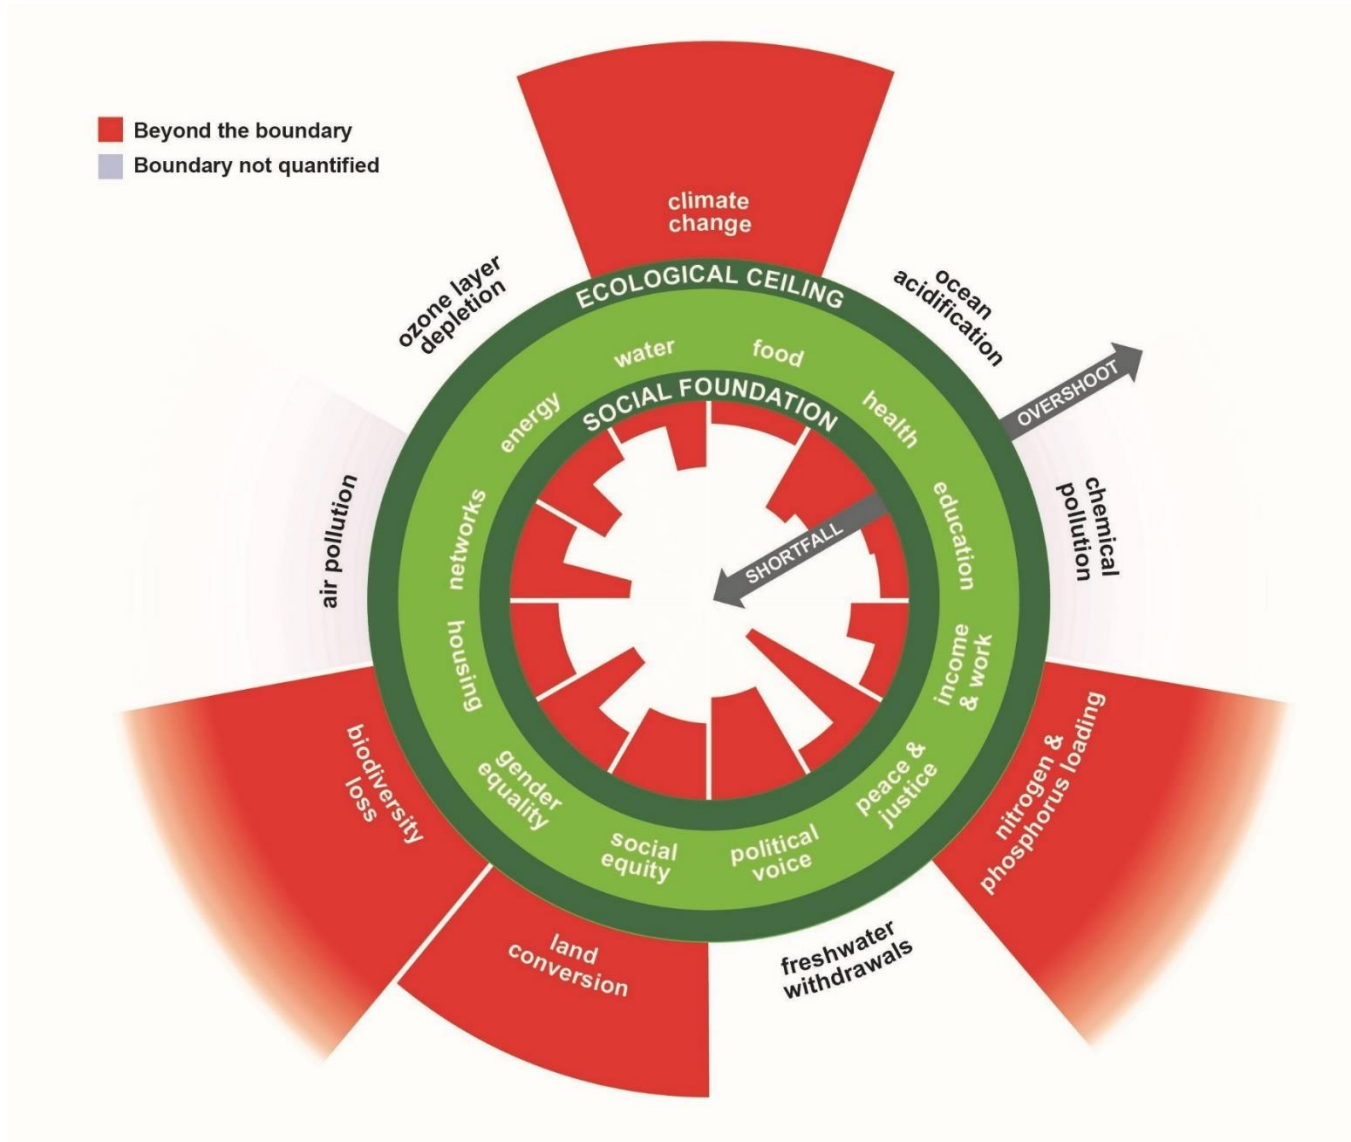 Beyond the boundary
Boundary not quantified
climate
change
ECOLOGICAL CEILING
ozone layer
depletion
ocean
acidification
water
food
SOCIAL FOUNDATION
energy
health
OVERSHOOT
networks
education
air pollution
chemical
pollution
SHORTFALL
housing
income
& work
biodiversity
loss
nitrogen &
phosphorus loading
gender
equality
peace &
justice
social
equity
political
voice
land
conversion
freshwater
withdrawals